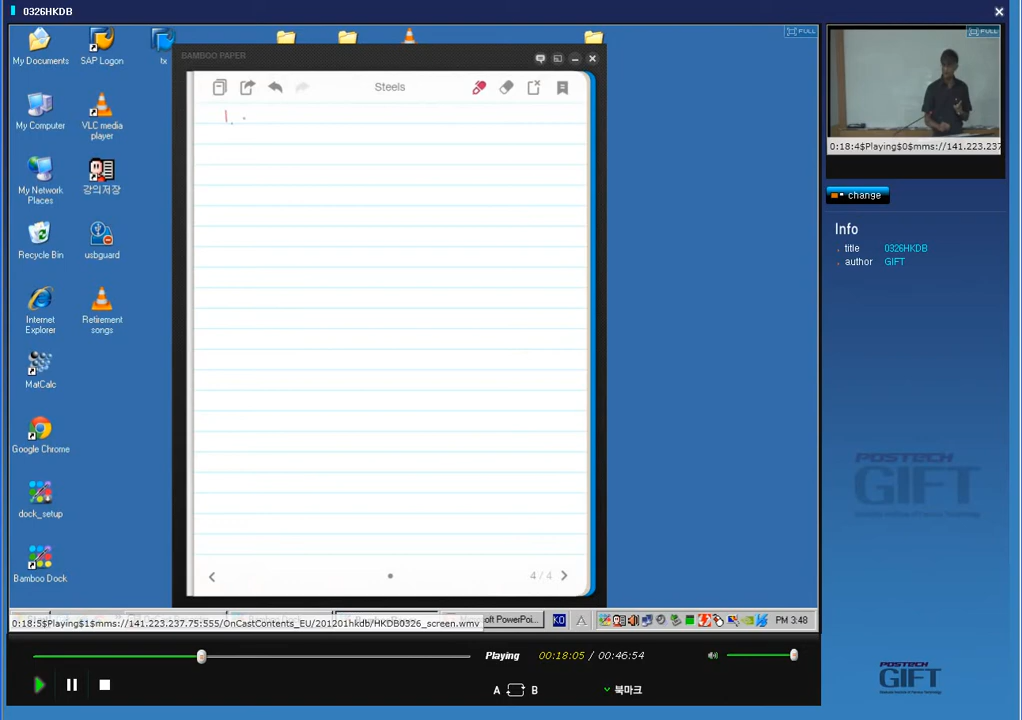 0326HKDB
FULL
FULL
My Documents
SAP Logon
BAMBOO PAPER
Steels
1.
My Computer
VLC media
player
0:18:4$Playing$0$mms://141.223.237
My Network
Places
강의저장
change
Info
title 0326HKDB
author GIFT
Recycle Bin
usbguard
Internet
Explorer
Retirement
songs
MatCalc
Google Chrome
POSTECH
GIFT
dock_setup
Bamboo Dock
4 / 4
0:18:5$Playing$1$mms://141.223.237.75:555/OnCastContents_EU/201201hkdb/HKDB0326_screen.wmv
soft PowerPoi...
KO
A
PM 3:48
Playing
00:18:05 / 00:46:54
A B
북마크
POSTECH
GIFT